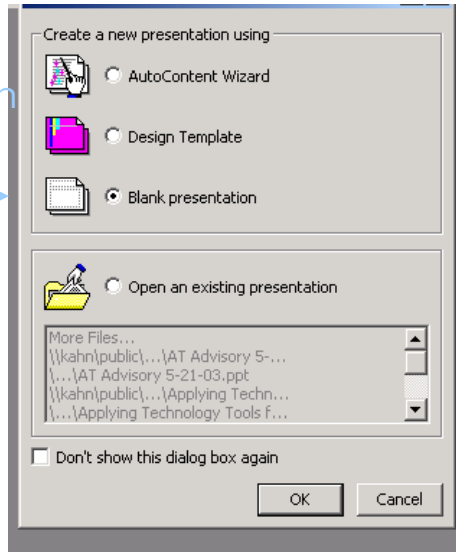 Create a new presentation using
AutoContent Wizard
Design Template
Blank presentation
Open an existing presentation
More Files...
\\kahn\public\...\AT Advisory 5-...
\...\AT Advisory 5-21-03.ppt
\\kahn\public\...\Applying Techn...
\...\Applying Technology Tools f...
Don't show this dialog box again
OK Cancel